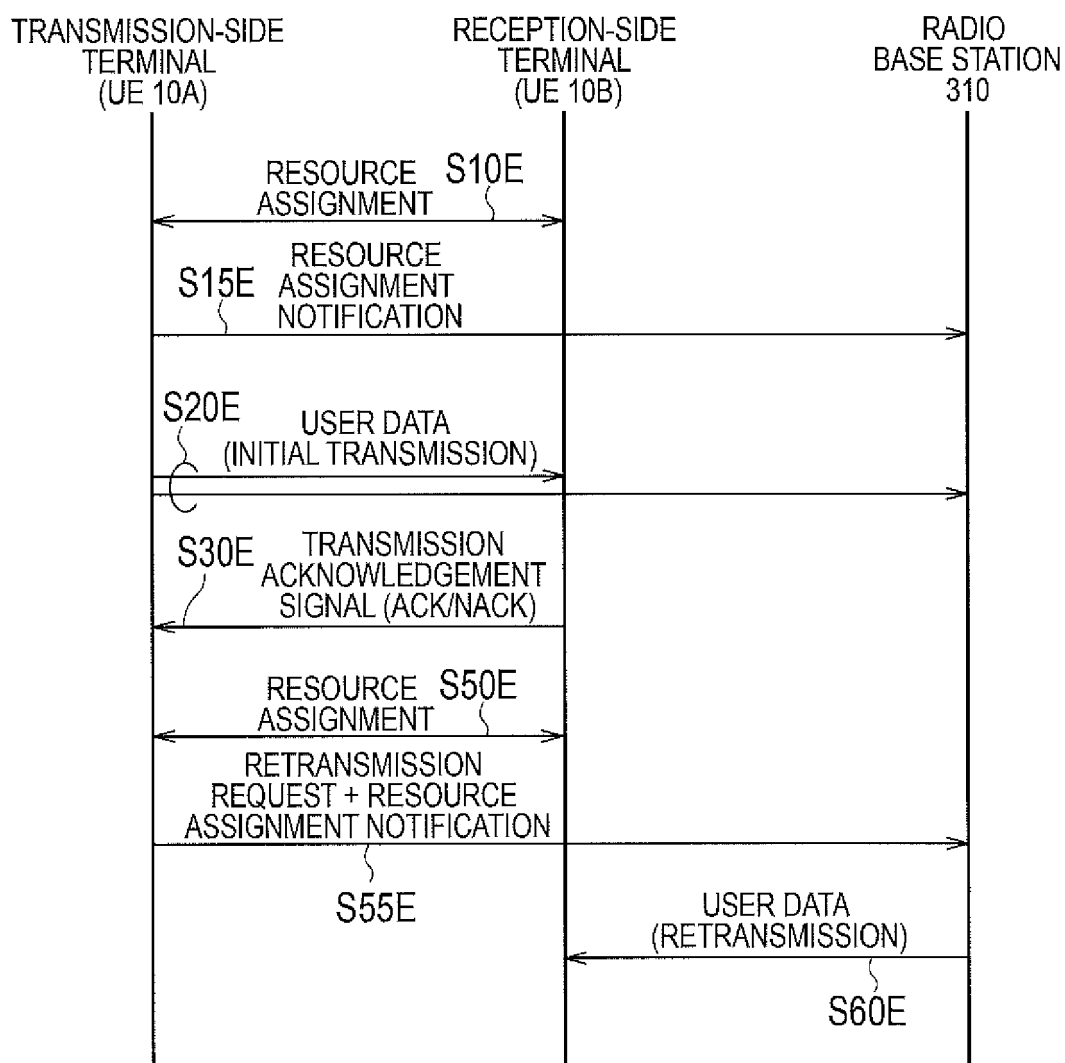 TRANSMISSION-SIDE
TERMINAL
(UE 10A)
RECEPTION-SIDE
TERMINAL
(UE 10B)
RADIO
BASE STATION
310
RESOURCE
ASSIGNMENT
S10E
RESOURCE
ASSIGNMENT
NOTIFICATION
S15E
S20E
USER DATA
(INITIAL TRANSMISSION)
S30E
TRANSMISSION
ACKNOWLEDGEMENT
SIGNAL (ACK/NACK)
RESOURCE
ASSIGNMENT
S50E
RETRANSMISSION
REQUEST + RESOURCE
ASSIGNMENT NOTIFICATION
S55E
USER DATA
(RETRANSMISSION)
S60E